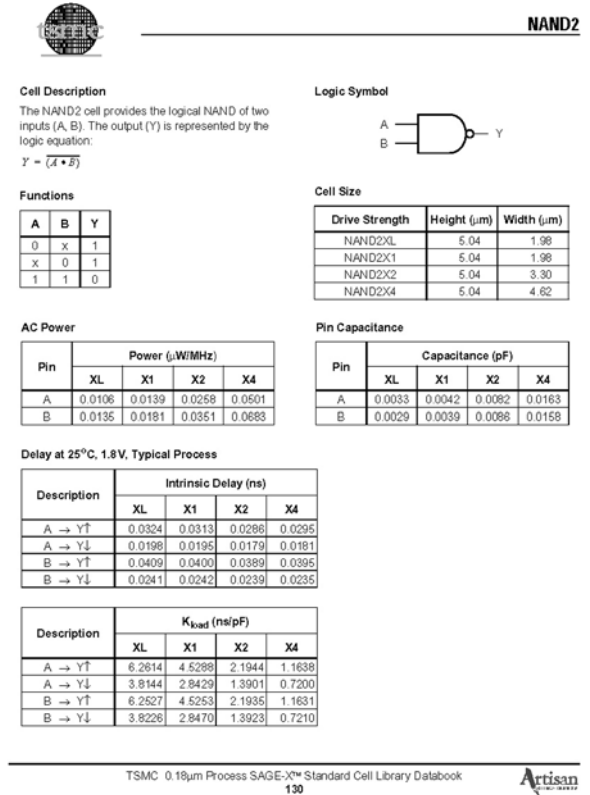 tsmc
NAND2
Cell Description
The NAND2 cell provides the logical NAND of two
inputs (A, B). The output (Y) is represented by the
logic equation:
Y = (A • B)
Logic Symbol
A
B
Y
Functions
A B Y
0 x 1
x 0 1
1 1 0
Cell Size
Drive Strength Height (µm) Width (µm)
NAND2XL 5.04 1.98
NAND2X1 5.04 1.98
NAND2X2 5.04 3.30
NAND2X4 5.04 4.62
AC Power
Pin Power (µW/MHz)
XL X1 X2 X4
A 0.0106 0.0139 0.0258 0.0501
B 0.0135 0.0181 0.0351 0.0683
Pin Capacitance
Pin Capacitance (pF)
XL X1 X2 X4
A 0.0033 0.0042 0.0082 0.0163
B 0.0029 0.0039 0.0086 0.0158
Delay at 25°C, 1.8V, Typical Process
Description Intrinsic Delay (ns)
XL X1 X2 X4
A → Y↑ 0.0324 0.0313 0.0286 0.0295
A → Y↓ 0.0198 0.0195 0.0179 0.0181
B → Y↑ 0.0409 0.0400 0.0389 0.0395
B → Y↓ 0.0241 0.0242 0.0239 0.0235
Description Kload (ns/pF)
XL X1 X2 X4
A → Y↑ 6.2614 4.5288 2.1944 1.1638
A → Y↓ 3.8144 2.8429 1.3901 0.7200
B → Y↑ 6.2527 4.5253 2.1935 1.1631
B → Y↓ 3.8226 2.8470 1.3923 0.7210
TSMC 0.18µm Process SAGE-X™ Standard Cell Library Databook
130
Artisan